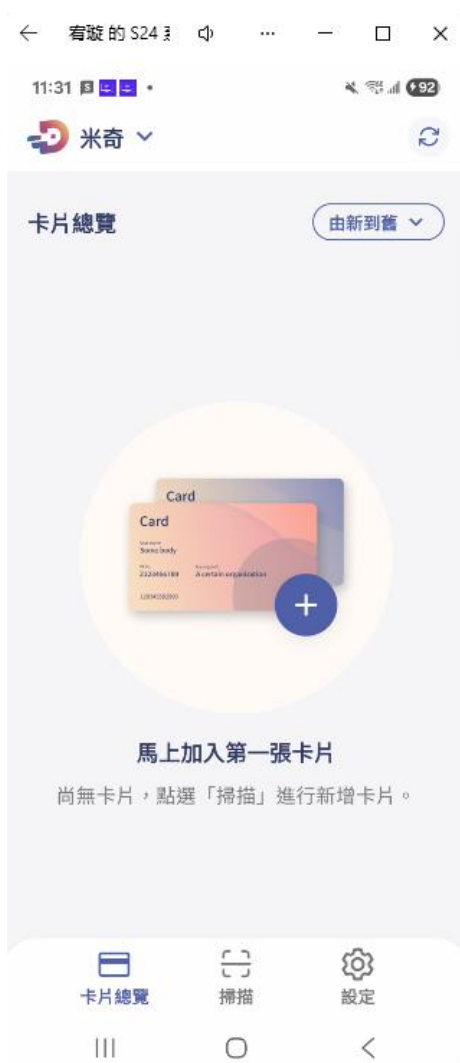 宥璇 的 S24
11:31
92
米奇
卡片總覽
由新到舊
Card
Card
Some body
A certain organization
馬上加入第一張卡片
尚無卡片，點選「掃描」進行新增卡片。
卡片總覽
掃描
設定